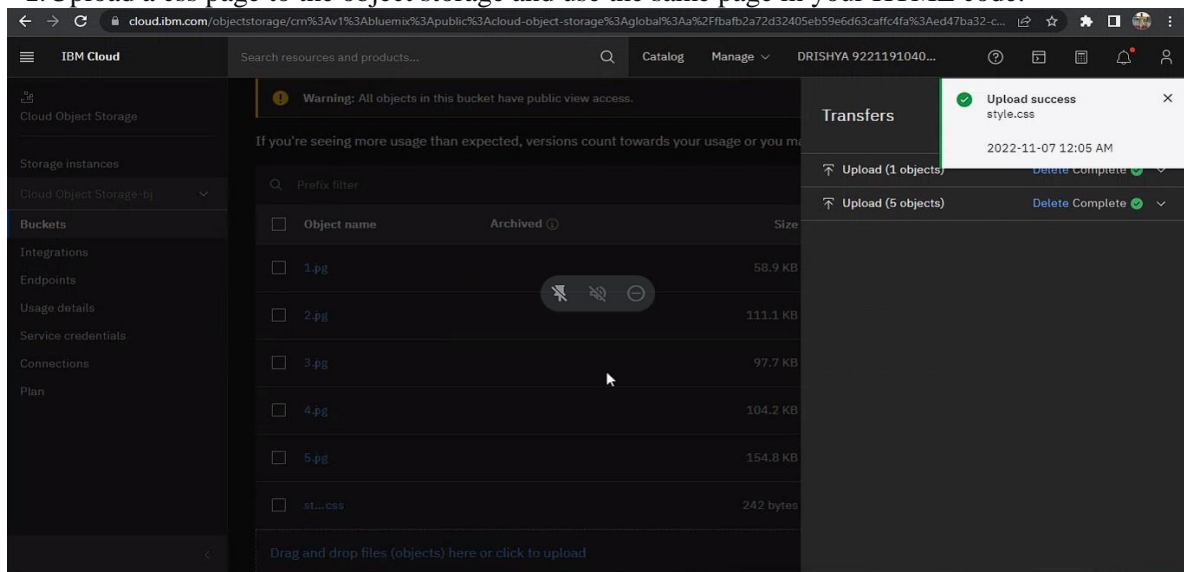 Upload a css page to the object storage and use the same page in your HTML code.
cloud.ibm.com/objectstorage/crn%3Av1%3Abluemix%3Apublic%3Acloud-object-storage%3Aglobal%3Aa%2Ffbafb2a72d32405eb59e6d63caffc4fa%3Aed47ba32-c...
IBM Cloud
Search resources and products...
Catalog
Manage
DRISHYA 9221191040...
Cloud Object Storage
Storage instances
Cloud Object Storage-bj
Buckets
Integrations
Endpoints
Usage details
Service credentials
Connections
Plan
Warning: All objects in this bucket have public view access.
If you're seeing more usage than expected, versions count towards your usage or you ma
Prefix filter
Object name Archived Size
1.jpg 58.9 KB
2.jpg 111.1 KB
3.jpg 97.7 KB
4.jpg 104.2 KB
5.jpg 154.8 KB
st...css 242 bytes
Drag and drop files (objects) here or click to upload
Transfers
Upload (1 objects) Delete Complete
Upload (5 objects) Delete Complete
Upload success
style.css
2022-11-07 12:05 AM